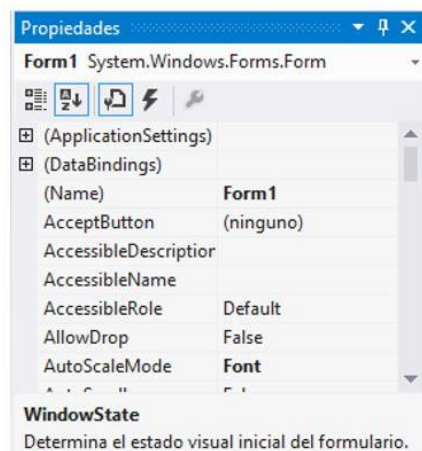 Propiedades
Form1 System.Windows.Forms.Form
(ApplicationSettings)
(DataBindings)
(Name) Form1
AcceptButton (ninguno)
AccessibleDescription
AccessibleName
AccessibleRole Default
AllowDrop False
AutoScaleMode Font
WindowState
Determina el estado visual inicial del formulario.